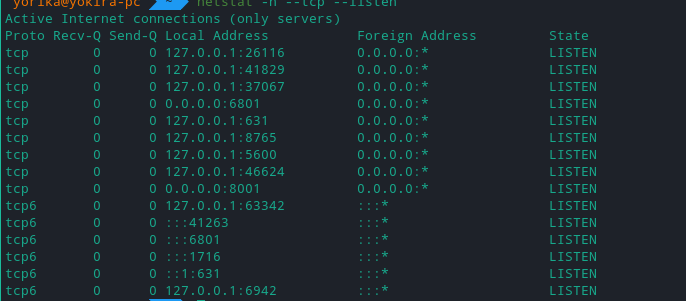 yorika@yokira-pc ~ netstat -n --tcp --listen
Active Internet connections (only servers)
Proto Recv-Q Send-Q Local Address           Foreign Address         State
tcp        0      0 127.0.0.1:26116         0.0.0.0:*               LISTEN
tcp        0      0 127.0.0.1:41829         0.0.0.0:*               LISTEN
tcp        0      0 127.0.0.1:37067         0.0.0.0:*               LISTEN
tcp        0      0 0.0.0.0:6801            0.0.0.0:*               LISTEN
tcp        0      0 127.0.0.1:631           0.0.0.0:*               LISTEN
tcp        0      0 127.0.0.1:8765          0.0.0.0:*               LISTEN
tcp        0      0 127.0.0.1:5600          0.0.0.0:*               LISTEN
tcp        0      0 127.0.0.1:46624         0.0.0.0:*               LISTEN
tcp        0      0 0.0.0.0:8001            0.0.0.0:*               LISTEN
tcp6       0      0 127.0.0.1:63342         :::*                    LISTEN
tcp6       0      0 :::41263                :::*                    LISTEN
tcp6       0      0 :::6801                 :::*                    LISTEN
tcp6       0      0 :::1716                 :::*                    LISTEN
tcp6       0      0 ::1:631                 :::*                    LISTEN
tcp6       0      0 127.0.0.1:6942          :::*                    LISTEN